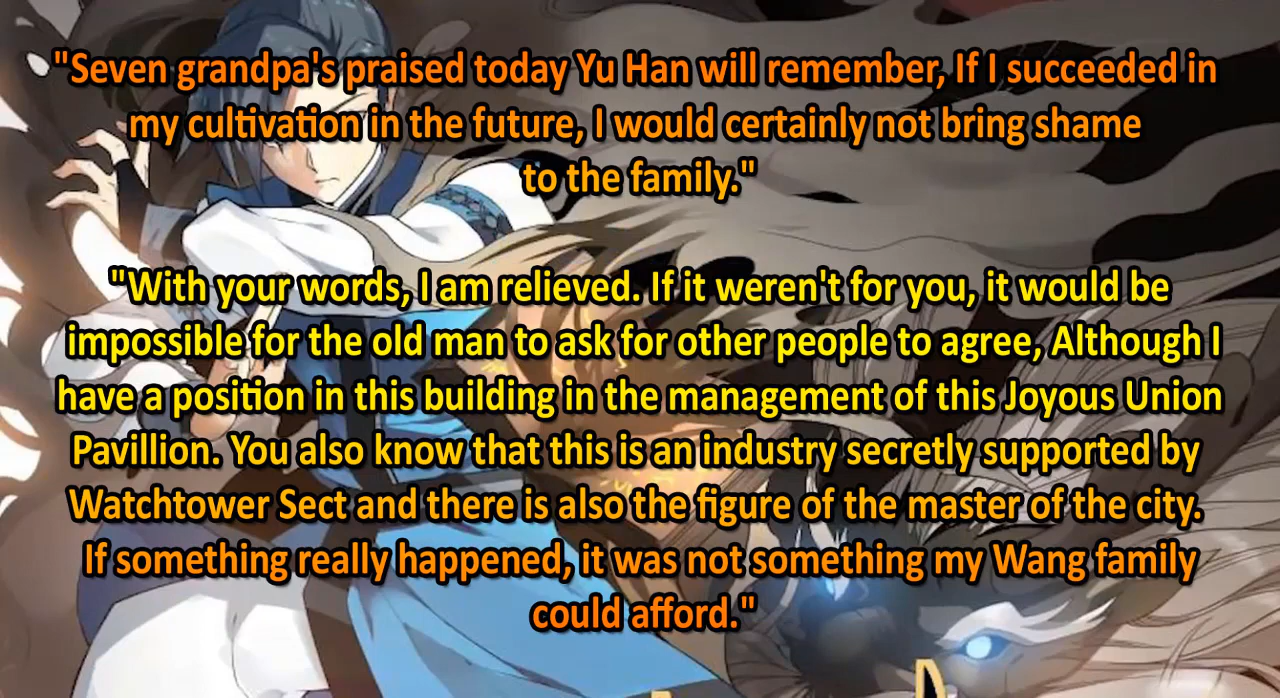 "Seven grandpa's praised today Yu Han will remember, If I succeeded in
my cultivation in the future, I would certainly not bring shame
to the family."
"With your words, I am relieved. If it weren't for you, it would be
impossible for the old man to ask for other people to agree, Although I
have a position in this building in the management of this Joyous Union
Pavillion. You also know that this is an industry secretly supported by
Watchtower Sect and there is also the figure of the master of the city.
If something really happened, it was not something my Wang family
could afford."